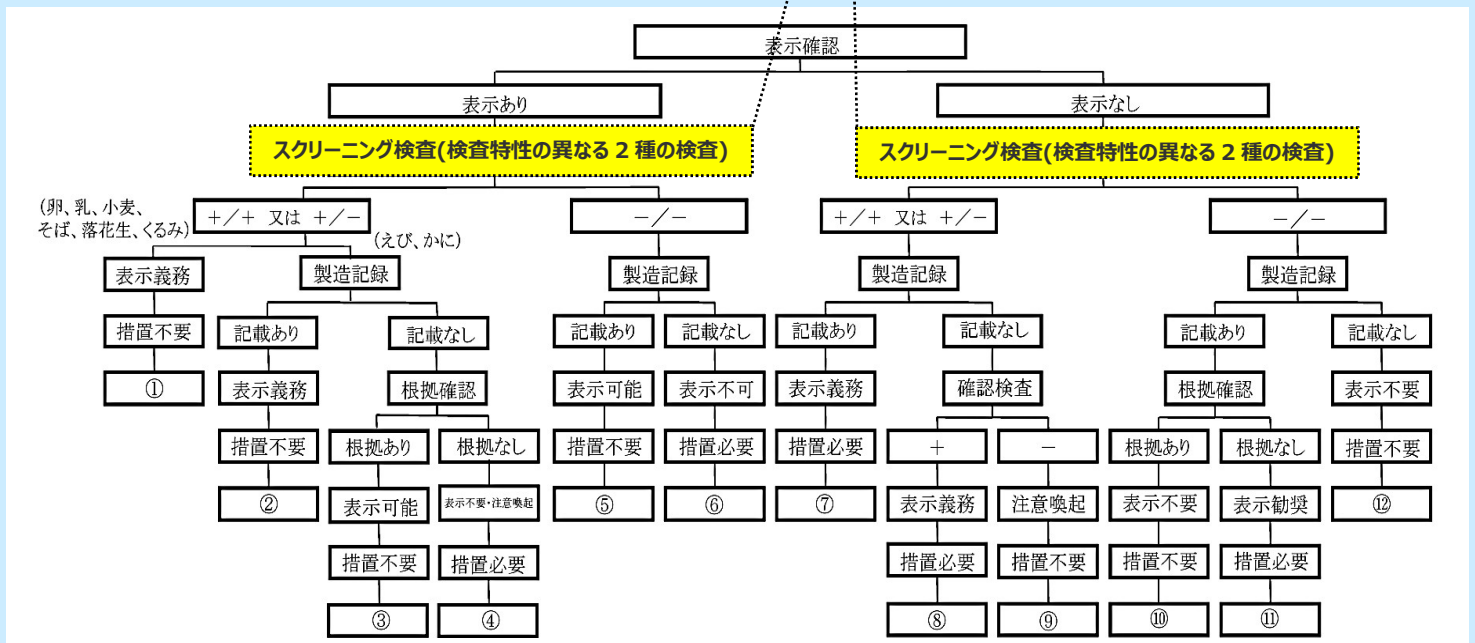 表示確認
表示あり
表示なし
スクリーニング検査(検査特性の異なる 2 種の検査)
スクリーニング検査(検査特性の異なる 2 種の検査)
(卵、乳、小麦、
そば、落花生、くるみ)
+/+ 又は +/-
-/-
+/+ 又は +/-
-/-
(えび、かに)
表示義務
製造記録
製造記録
製造記録
製造記録
措置不要
記載あり
記載なし
記載あり
記載なし
記載あり
記載なし
記載あり
記載なし
①
表示義務
根拠確認
表示可能
表示不可
表示義務
確認検査
根拠確認
表示不要
措置不要
根拠あり
根拠なし
措置不要
措置必要
措置必要
+
-
根拠あり
根拠なし
措置不要
②
表示可能
表示不要・注意喚起
⑤
⑥
⑦
表示義務
注意喚起
表示不要
表示勧奨
⑫
措置不要
措置必要
措置必要
措置不要
措置不要
措置必要
③
④
⑧
⑨
⑩
⑪